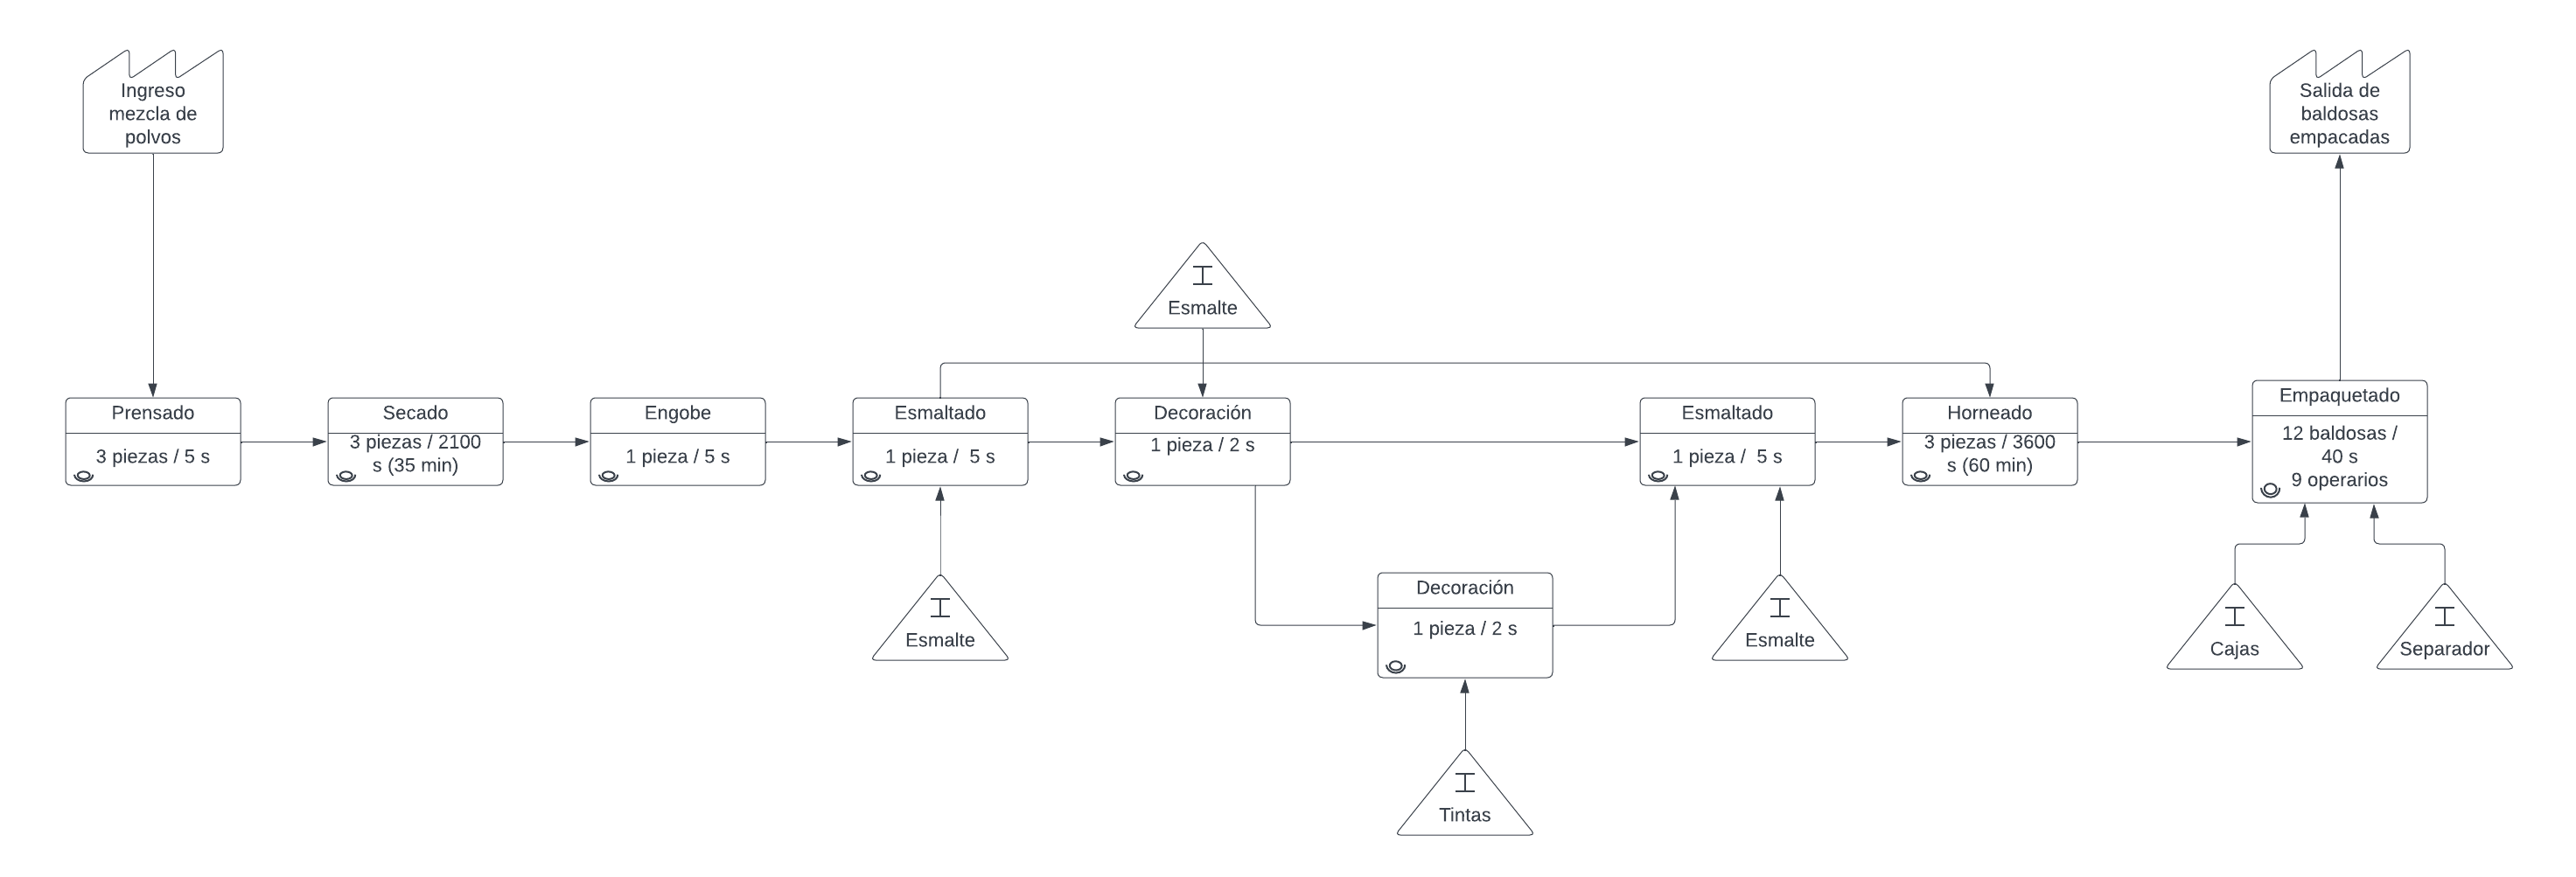 Ingreso
mezcla de
polvos
Salida de
baldosas
empacadas
I
Esmalte
Prensado
3 piezas / 5 s
Secado
3 piezas / 2100
s (35 min)
Engobe
1 pieza / 5 s
Esmaltado
1 pieza /  5 s
Decoración
1 pieza / 2 s
Esmaltado
1 pieza /  5 s
Horneado
3 piezas / 3600
s (60 min)
Empaquetado
12 baldosas /
40 s
9 operarios
I
Esmalte
Decoración
1 pieza / 2 s
I
Esmalte
I
Cajas
I
Separador
I
Tintas